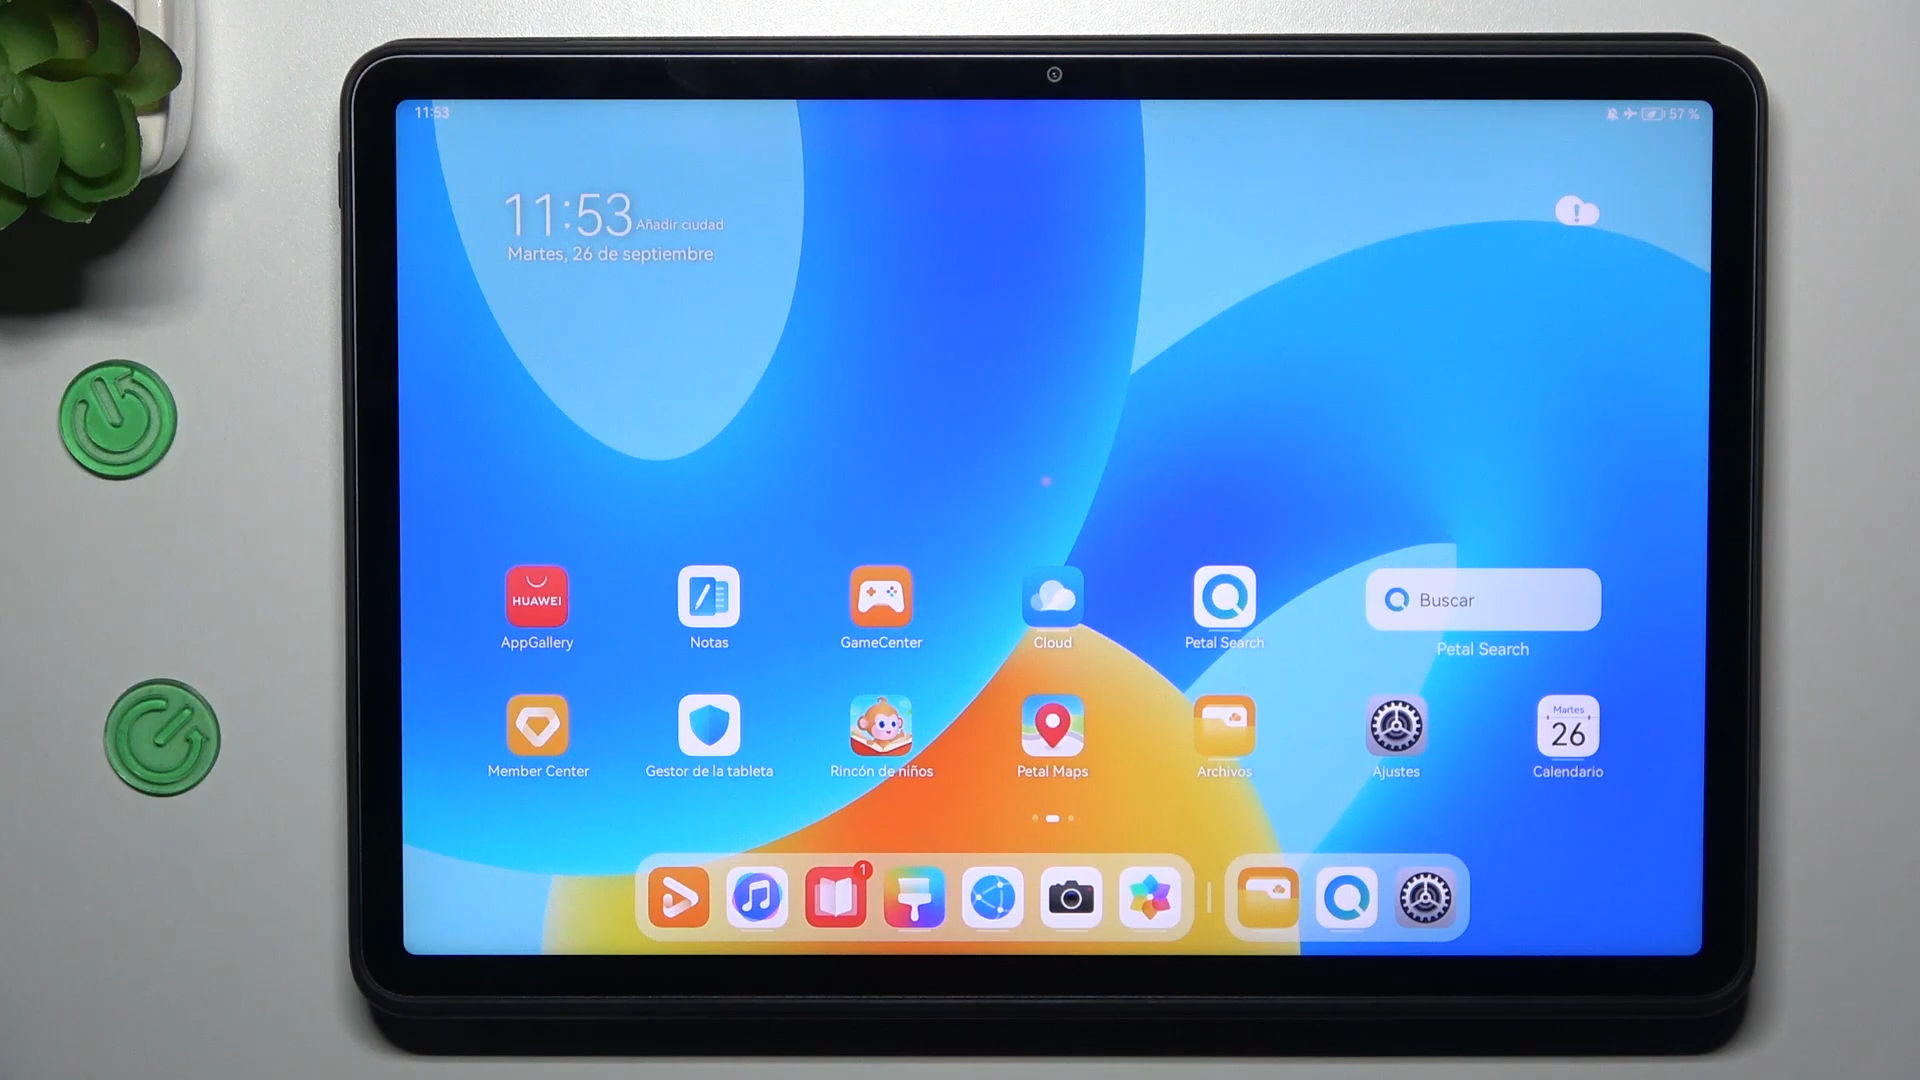 11:53
57 %
11:53 Añadir ciudad
Martes, 26 de septiembre
HUAWEI
AppGallery
Notas
GameCenter
Cloud
Petal Search
Buscar
Petal Search
Member Center
Gestor de la tableta
Rincón de niños
Petal Maps
Archivos
Ajustes
Martes
26
Calendario
1